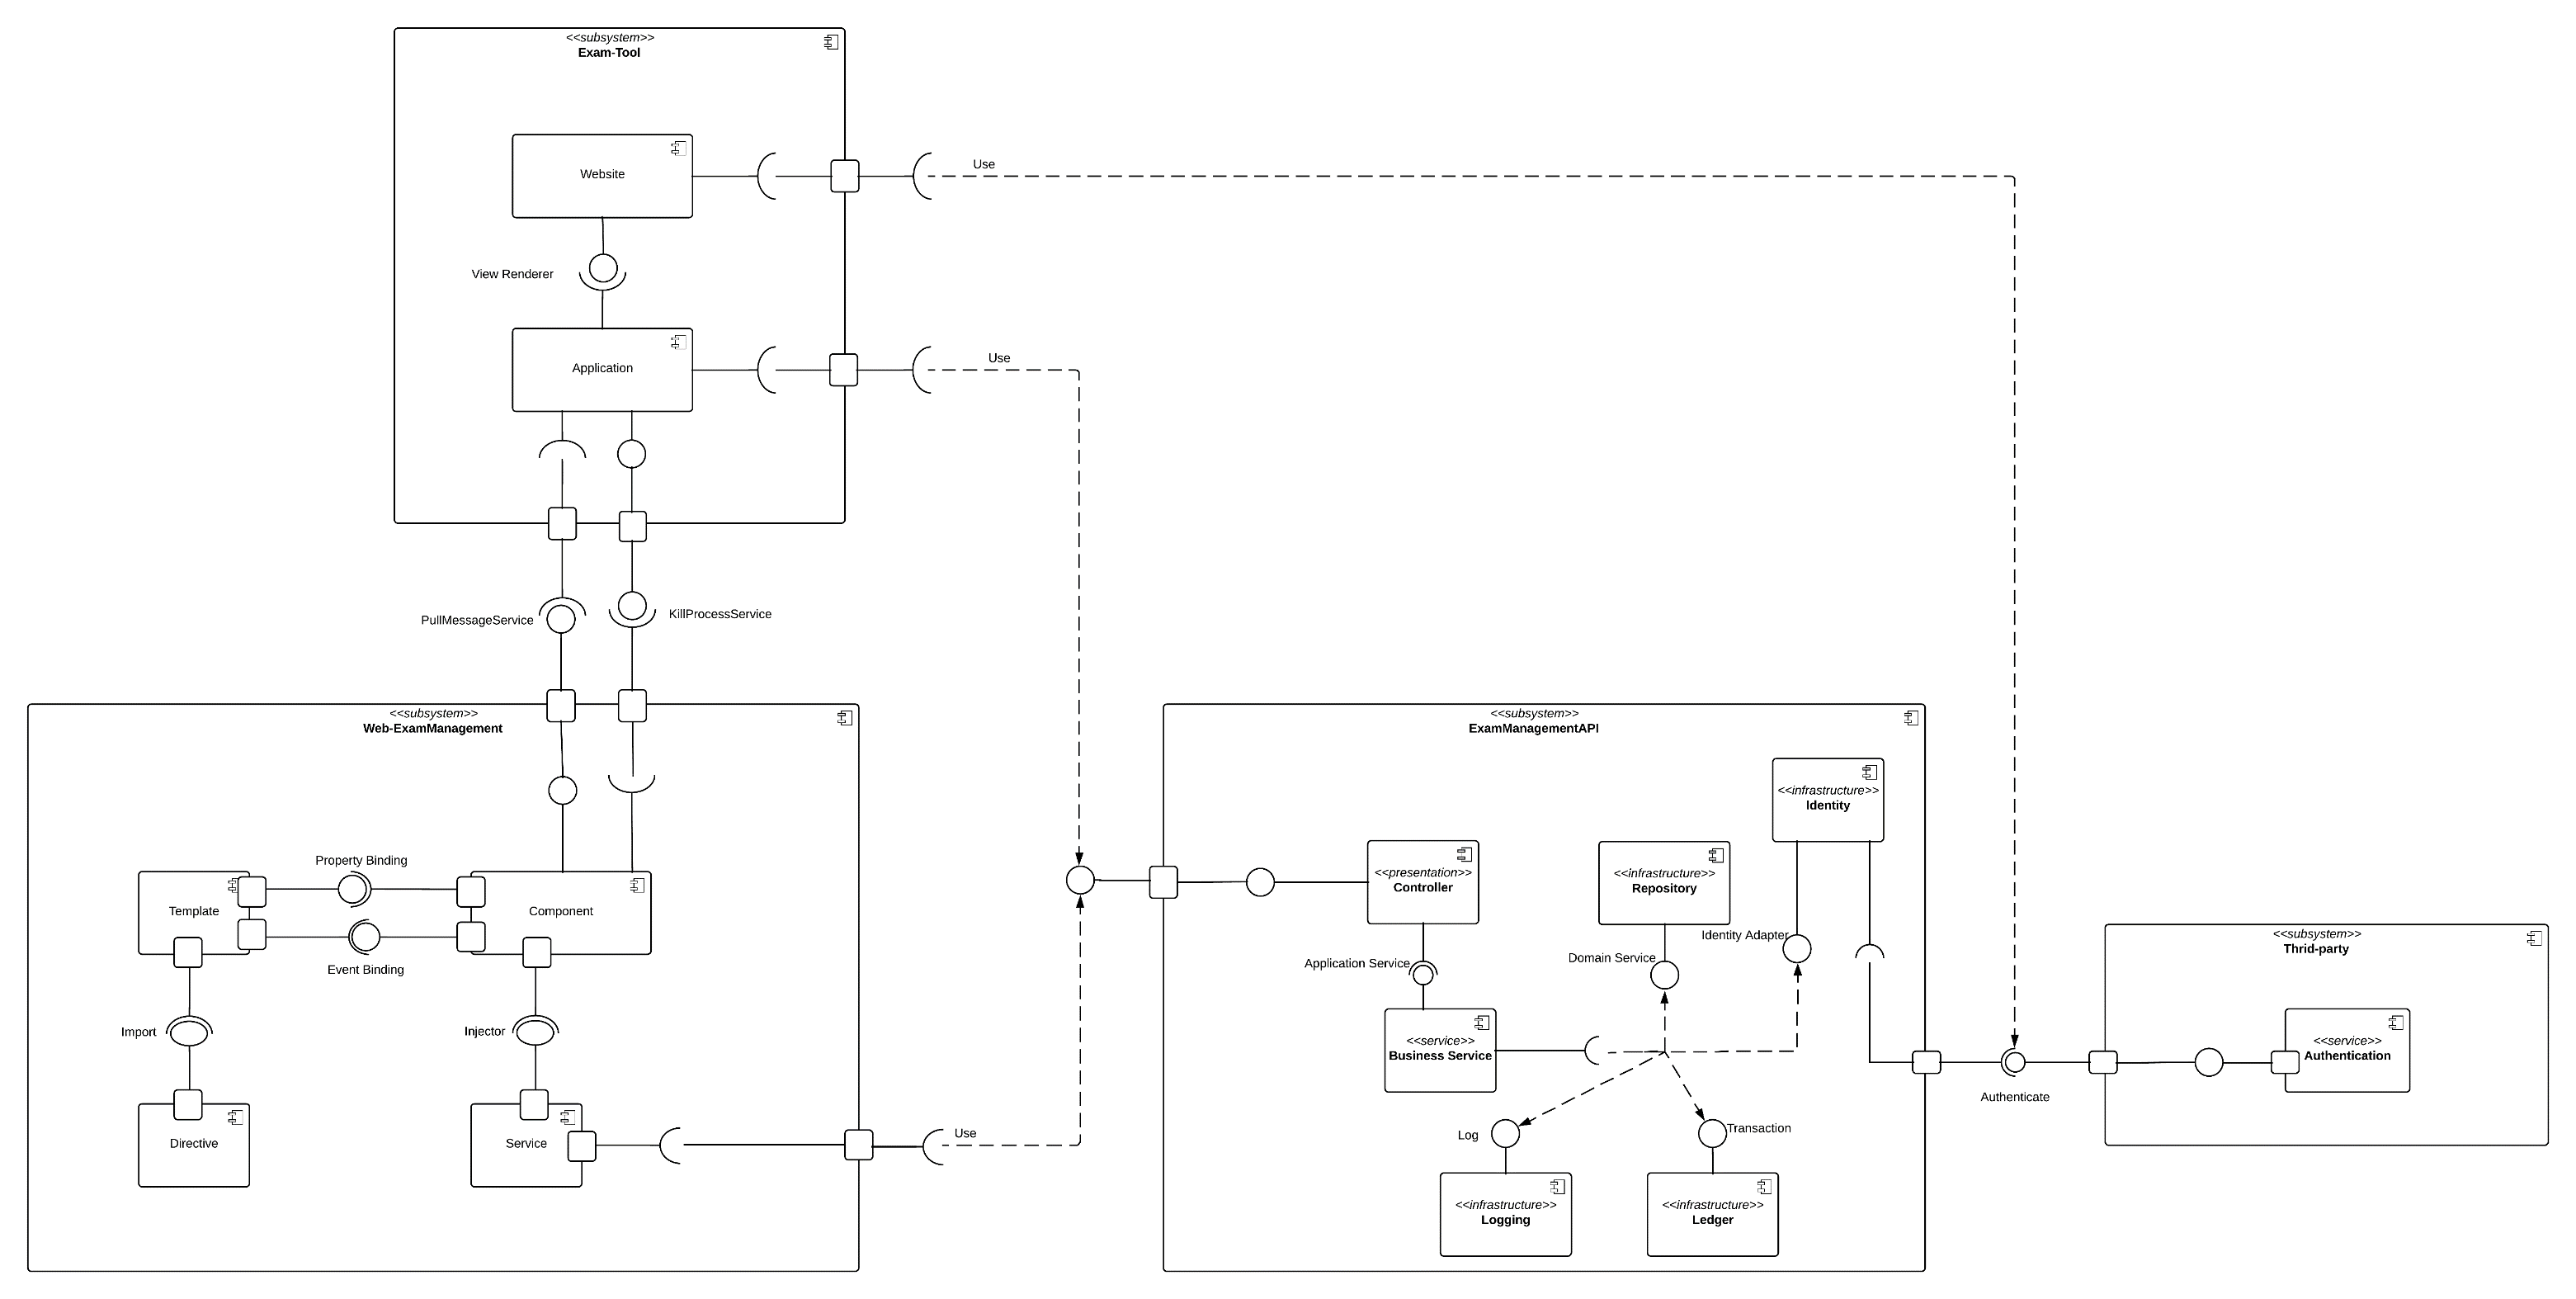 <<subsystem>>
Exam-Tool
Website
Use
View Renderer
Application
Use
PullMessageService
KillProcessService
<<subsystem>>
Web-ExamManagement
Property Binding
Template
Component
Event Binding
Import
Injector
Directive
Service
Use
<<subsystem>>
ExamManagementAPI
<<infrastructure>>
Identity
<<presentation>>
Controller
<<infrastructure>>
Repository
Identity Adapter
Application Service
Domain Service
<<service>>
Business Service
Log
Transaction
<<infrastructure>>
Logging
<<infrastructure>>
Ledger
Authenticate
<<subsystem>>
Thrid-party
<<service>>
Authentication